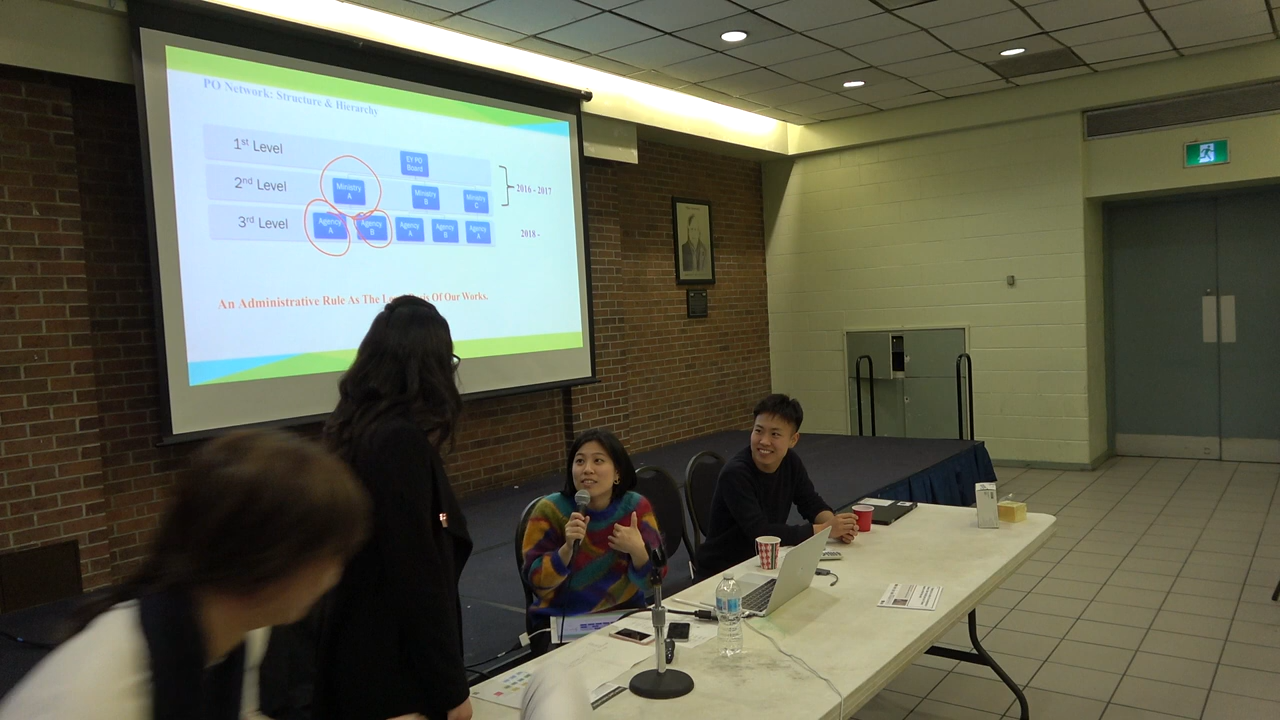 PO Network: Structure & Hierarchy
1st Level
EY PO
Board
2nd Level
Ministry
A
Ministry
B
Ministry
C
2016 - 2017
3rd Level
Agency
A
Agency
B
Agency
A
Agency
B
Agency
A
2018 -
An Administrative Rule As The Of Our Works.